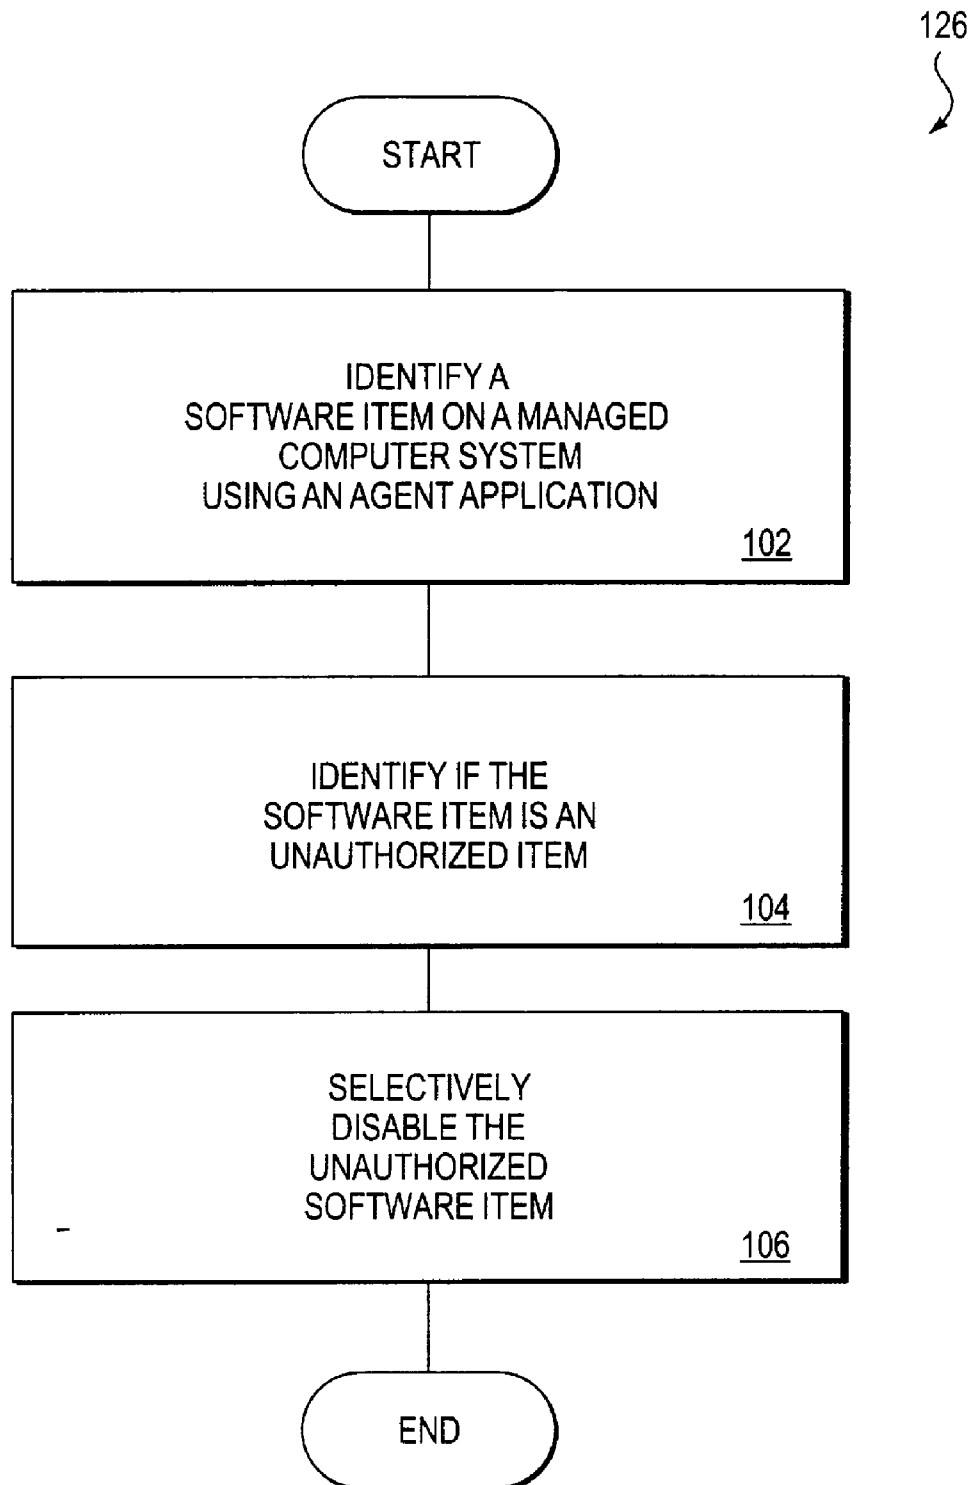 126
START
IDENTIFY A
SOFTWARE ITEM ON A MANAGED
COMPUTER SYSTEM
USING AN AGENT APPLICATION
102
IDENTIFY IF THE
SOFTWARE ITEM IS AN
UNAUTHORIZED ITEM
104
SELECTIVELY
DISABLE THE
UNAUTHORIZED
SOFTWARE ITEM
106
END